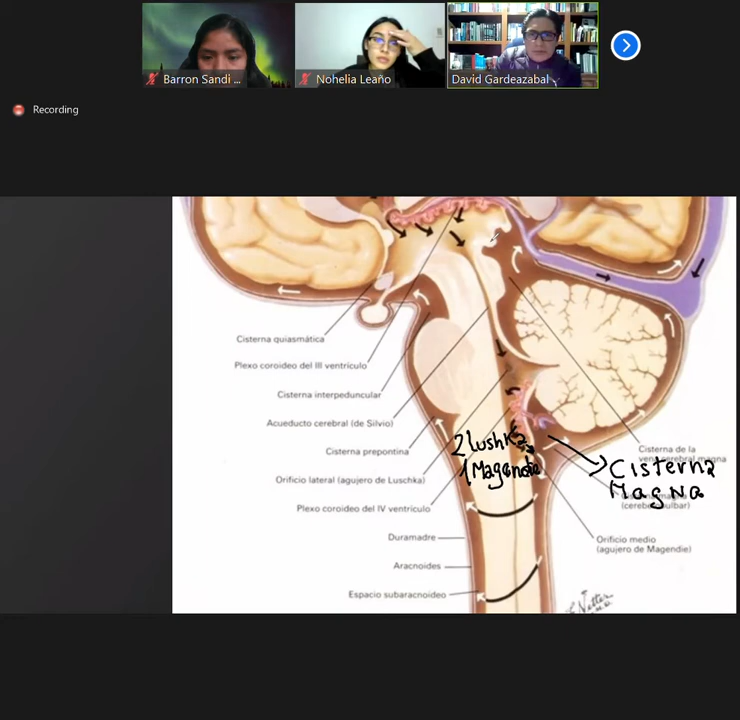 Barron Sandi ...
Nohelia Leaño
David Gardeazabal
Recording
Cisterna quiasmática
Plexo coroideo del III ventrículo
Cisterna interpeduncular
Acueducto cerebral (de Silvio)
Cisterna prepontina
Orificio lateral (agujero de Luschka)
Plexo coroideo del IV ventrículo
Duramadre
Aracnoides
Espacio subaracnoideo
2 Lushka
1 Magendie
Cisterna de la
vena cerebral magna
Cisterna
Magna
(cerebelobulbar)
Orificio medio
(agujero de Magendie)
F. Netter
M.D.